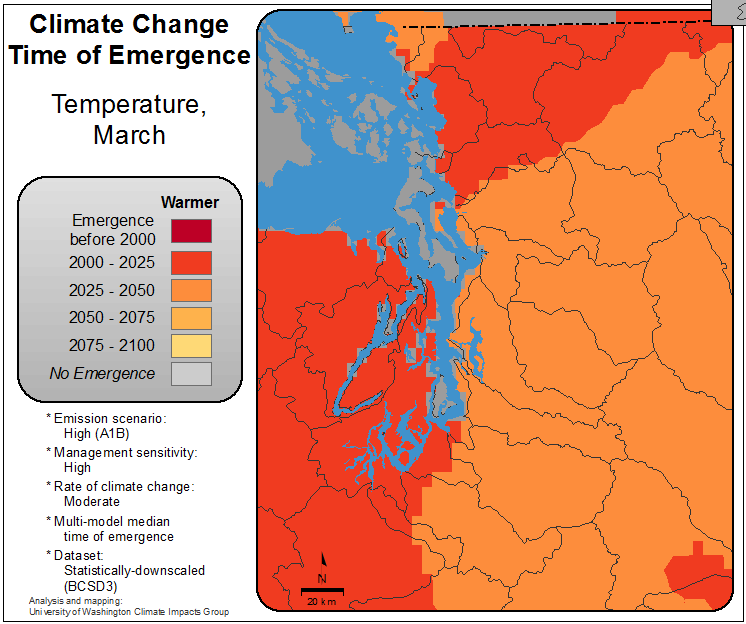 Climate Change
Time of Emergence
Temperature,
March
Warmer
Emergence
before 2000
2000 - 2025
2025 - 2050
2050 - 2075
2075 - 2100
No Emergence
* Emission scenario:
High (A1B)
* Management sensitivity:
High
* Rate of climate change:
Moderate
* Multi-model median
time of emergence
* Dataset:
Statistically-downscaled
(BCSD3)
Analysis and mapping:
University of Washington Climate Impacts Group
N
20 km